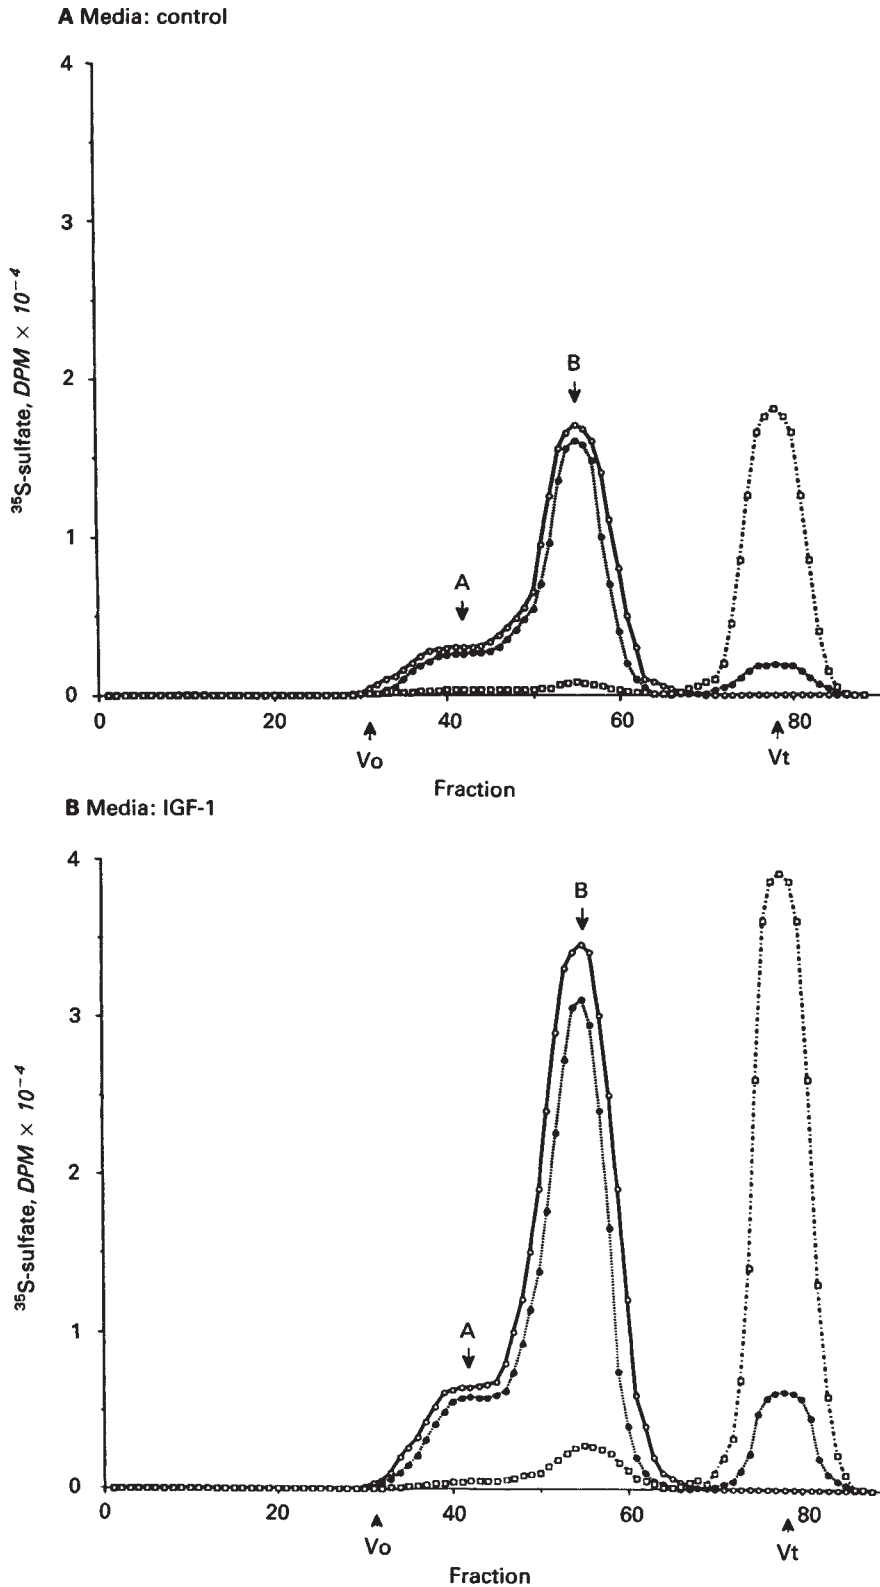 A Media: control
4
3
2
1
0
³⁵S-sulfate, DPM × 10⁻⁴
B
A
0 20 40 60 80
Vo Vt
Fraction
B Media: IGF-1
4
3
2
1
0
³⁵S-sulfate, DPM × 10⁻⁴
B
A
0 20 40 60 80
Vo Vt
Fraction